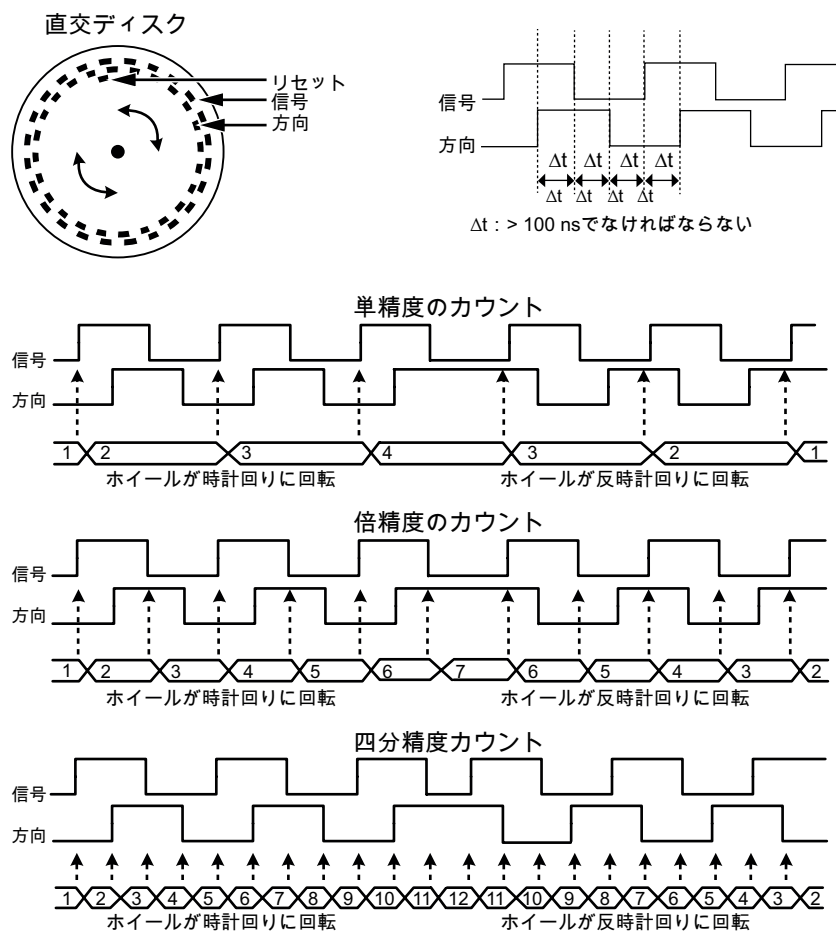 直交ディスク
リセット
信号
方向
信号
方向
Δt Δt Δt Δt
Δt Δt Δt Δt
Δt : > 100 nsでなければならない
単精度のカウント
信号
方向
1 2 3 4 3 2 1
ホイールが時計回りに回転 ホイールが反時計回りに回転
倍精度のカウント
信号
方向
1 2 3 4 5 6 7 6 5 4 3 2
ホイールが時計回りに回転 ホイールが反時計回りに回転
四分精度カウント
信号
方向
1 2 3 4 5 6 7 8 9 10 11 12 11 10 9 8 7 6 5 4 3 2
ホイールが時計回りに回転 ホイールが反時計回りに回転